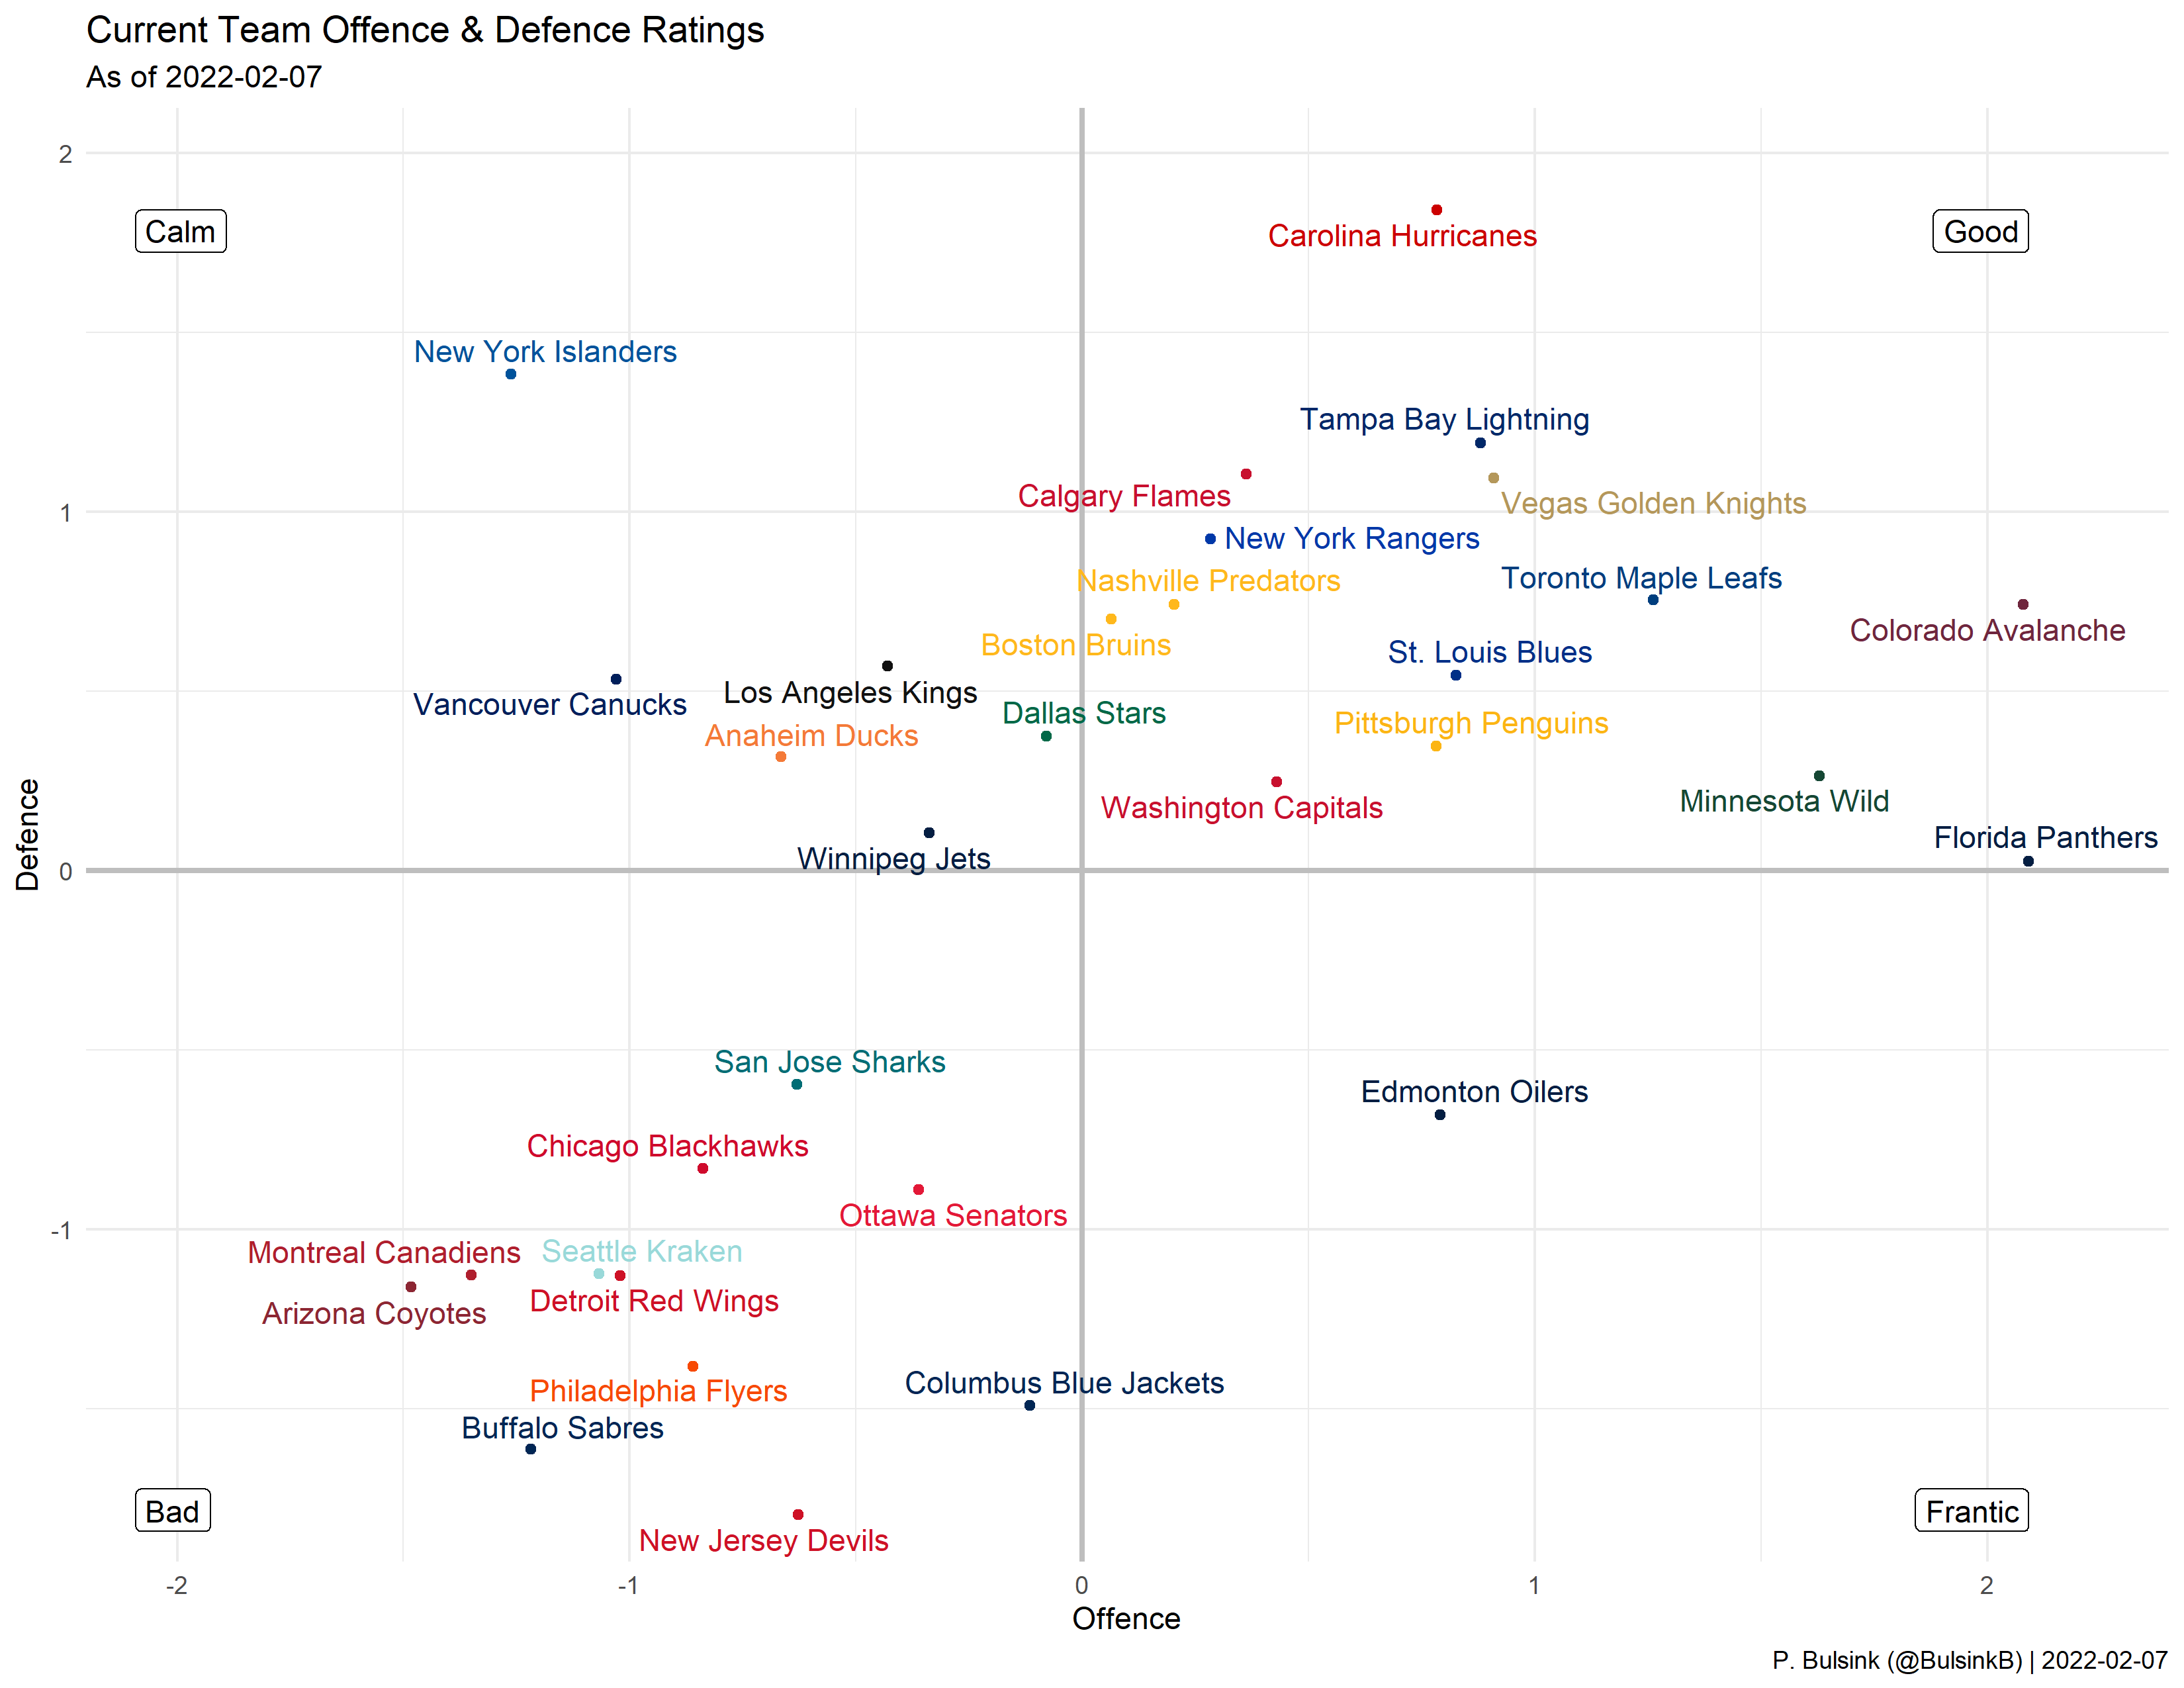 Current Team Offence & Defence Ratings
As of 2022-02-07
2
Calm
Good
Carolina Hurricanes
New York Islanders
Tampa Bay Lightning
Calgary Flames
Vegas Golden Knights
1
New York Rangers
Nashville Predators
Toronto Maple Leafs
Boston Bruins
Colorado Avalanche
St. Louis Blues
Los Angeles Kings
Vancouver Canucks
Dallas Stars
Pittsburgh Penguins
Anaheim Ducks
Minnesota Wild
Washington Capitals
Florida Panthers
Winnipeg Jets
Defence
0
San Jose Sharks
Edmonton Oilers
Chicago Blackhawks
Ottawa Senators
-1
Montreal Canadiens
Seattle Kraken
Detroit Red Wings
Arizona Coyotes
Columbus Blue Jackets
Philadelphia Flyers
Buffalo Sabres
Bad
Frantic
New Jersey Devils
-2
-1
0
1
2
Offence
P. Bulsink (@BulsinkB) | 2022-02-07